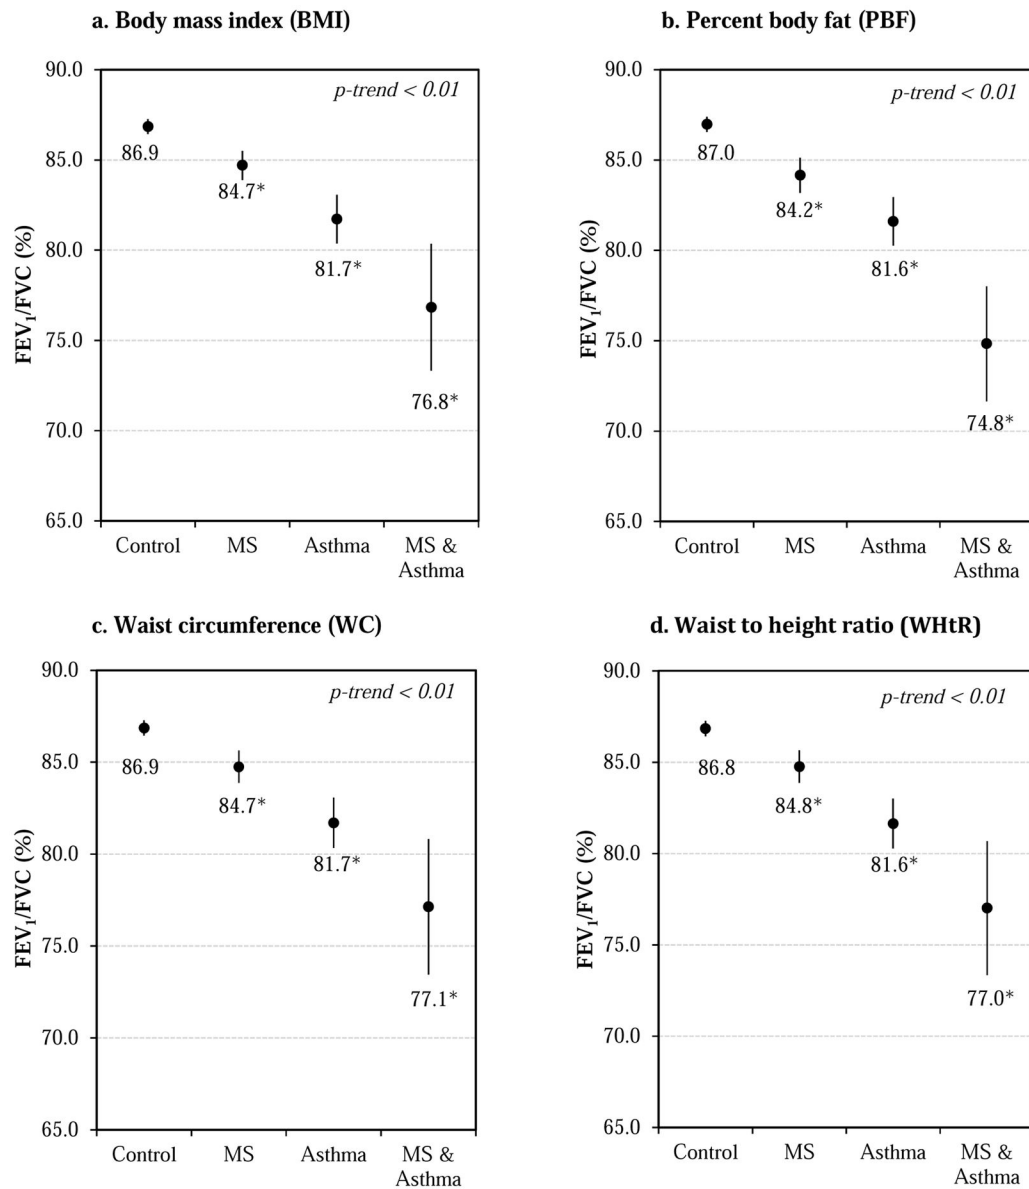 a. Body mass index (BMI)
p-trend < 0.01
FEV₁/FVC (%)
90.0
85.0
80.0
75.0
70.0
65.0
86.9
84.7*
81.7*
76.8*
Control MS Asthma MS &
Asthma
b. Percent body fat (PBF)
p-trend < 0.01
FEV₁/FVC (%)
90.0
85.0
80.0
75.0
70.0
65.0
87.0
84.2*
81.6*
74.8*
Control MS Asthma MS &
Asthma
c. Waist circumference (WC)
p-trend < 0.01
FEV₁/FVC (%)
90.0
85.0
80.0
75.0
70.0
65.0
86.9
84.7*
81.7*
77.1*
Control MS Asthma MS &
Asthma
d. Waist to height ratio (WHtR)
p-trend < 0.01
FEV₁/FVC (%)
90.0
85.0
80.0
75.0
70.0
65.0
86.8
84.8*
81.6*
77.0*
Control MS Asthma MS &
Asthma